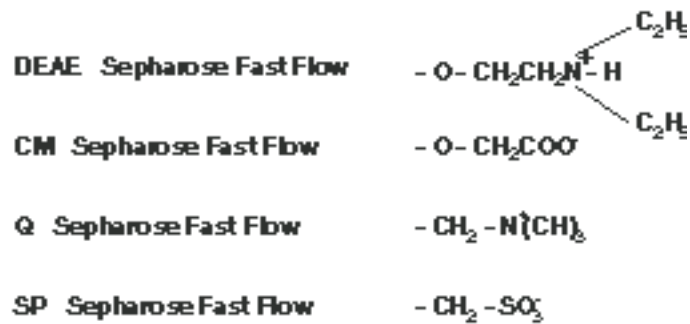 C₂H₅
DEAE Sepharose Fast Flow - O- CH₂CH₂N⁺- H
C₂H₅
CM Sepharose Fast Flow - O- CH₂COO⁻
Q Sepharose Fast Flow - CH₂ - N⁺(CH)₃
SP Sepharose Fast Flow - CH₂ - SO₃⁻